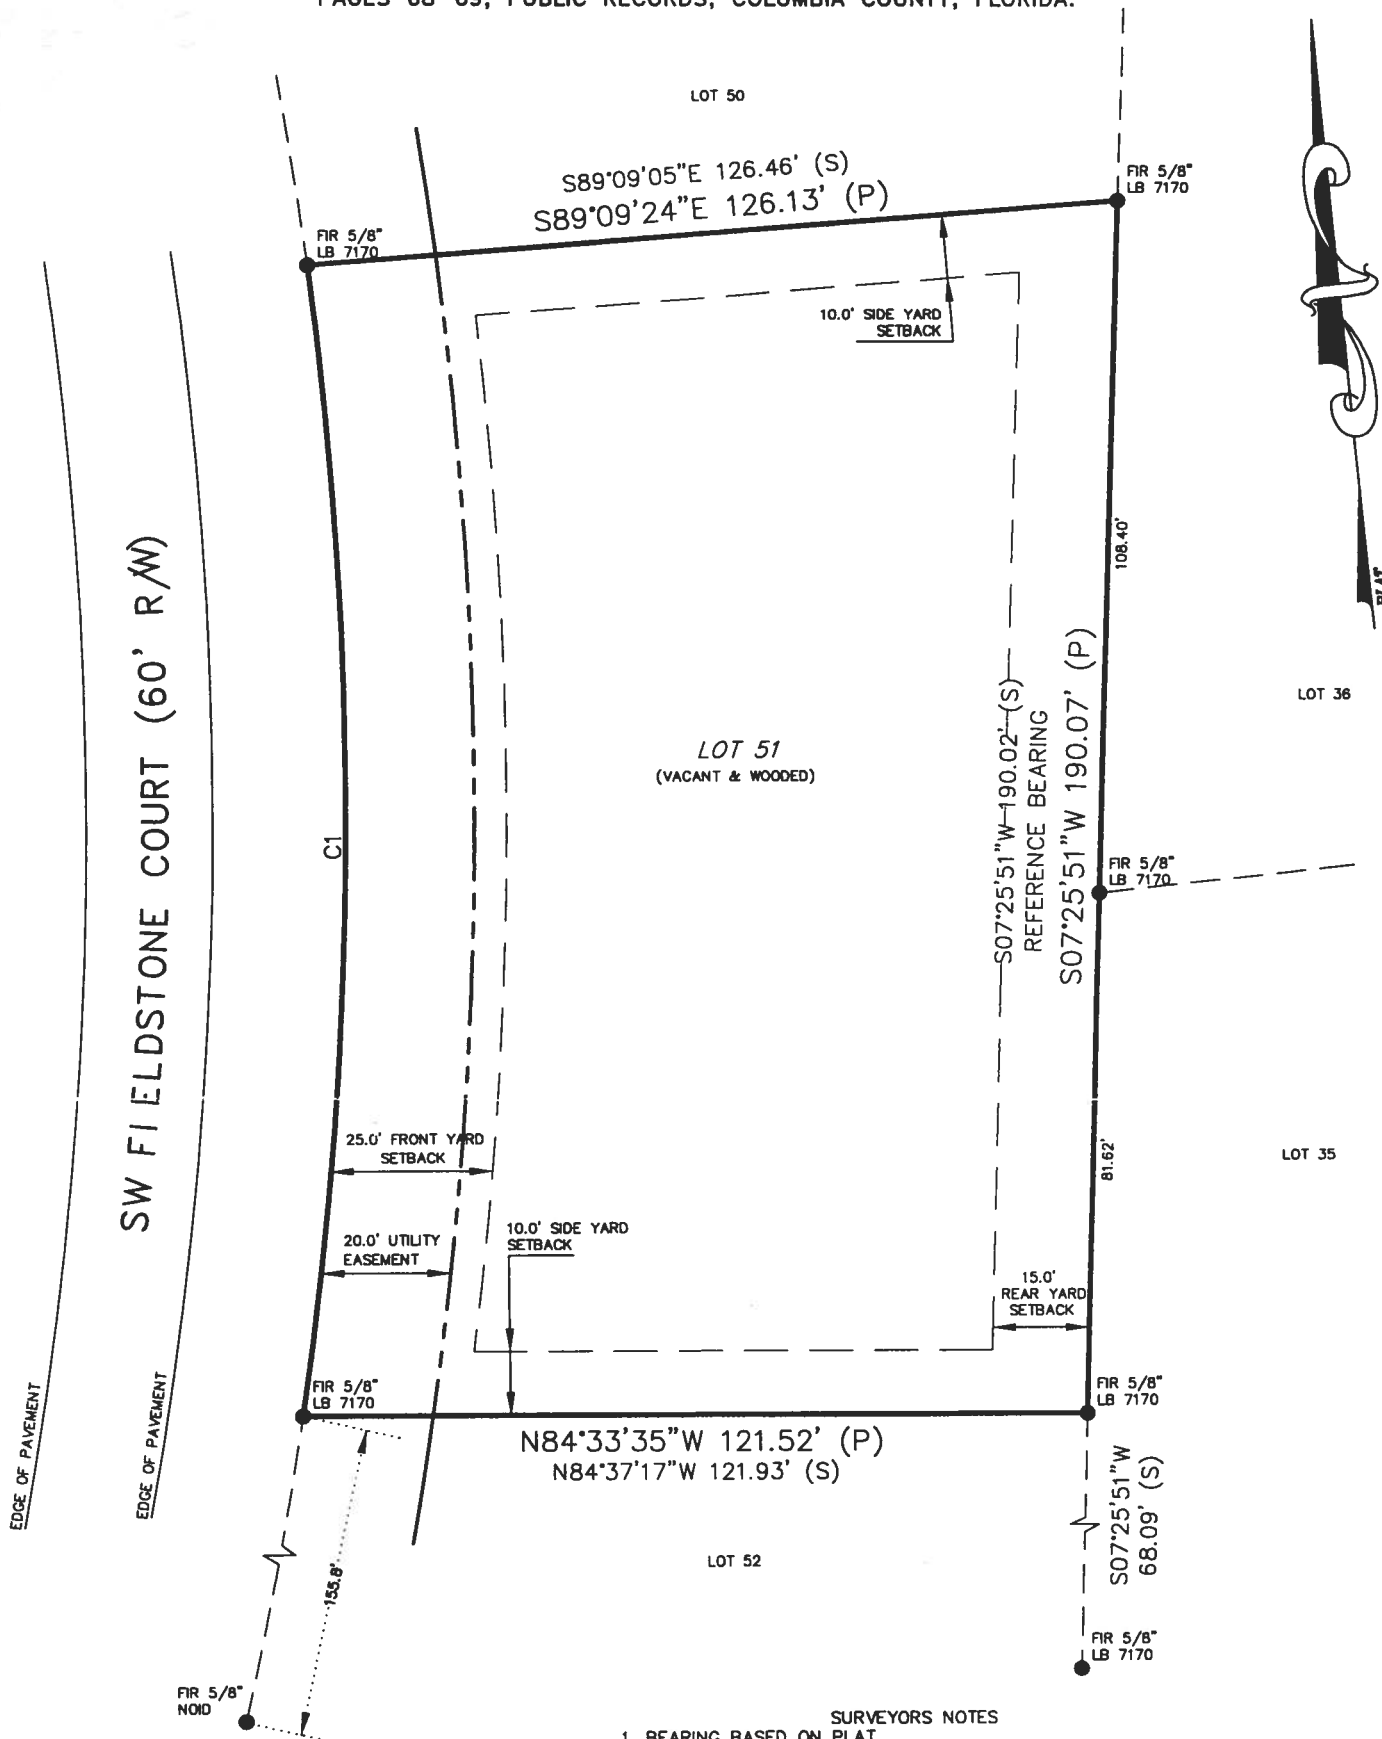 PAGES 68-69, PUBLIC RECORDS, COLUMBIA COUNTY, FLORIDA.
LOT 50
S89°09'05"E 126.46' (S)
S89°09'24"E 126.13' (P)
FIR 5/8"
LB 7170
FIR 5/8"
LB 7170
10.0' SIDE YARD
SETBACK
108.40'
PLAT
SW FIELDSTONE COURT (60' R/W)
LOT 36
LOT 51
(VACANT & WOODED)
S07°25'51"W 190.02' (S)
REFERENCE BEARING
S07°25'51"W 190.07' (P)
C1
FIR 5/8"
LB 7170
25.0' FRONT YARD
SETBACK
81.62'
LOT 35
20.0' UTILITY
EASEMENT
10.0' SIDE YARD
SETBACK
15.0'
REAR YARD
SETBACK
EDGE OF PAVEMENT
EDGE OF PAVEMENT
FIR 5/8"
LB 7170
FIR 5/8"
LB 7170
N84°33'35"W 121.52' (P)
N84°37'17"W 121.93' (S)
S07°25'51"W
68.09' (S)
LOT 52
155.8'
FIR 5/8"
LB 7170
FIR 5/8"
NOID
SURVEYORS NOTES
1. BEARING BASED ON PLAT